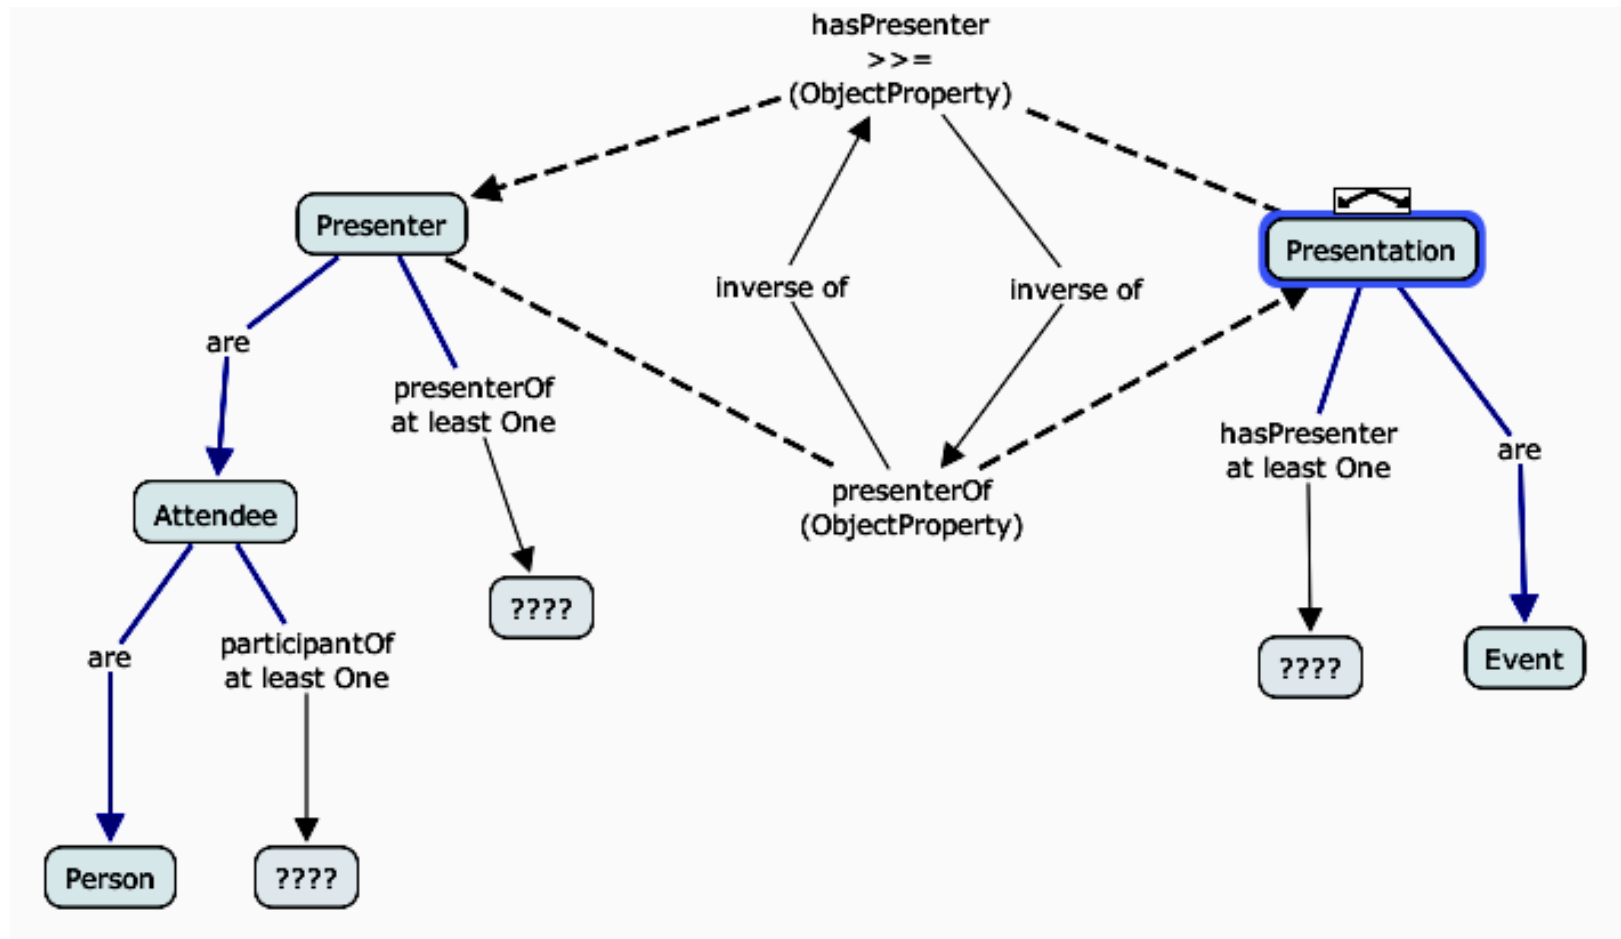 hasPresenter
>>=
(ObjectProperty)
Presenter
Presentation
inverse of
inverse of
are
presenterOf
at least One
hasPresenter
at least One
are
presenterOf
(ObjectProperty)
Attendee
????
participantOf
at least One
are
????
Event
Person
????